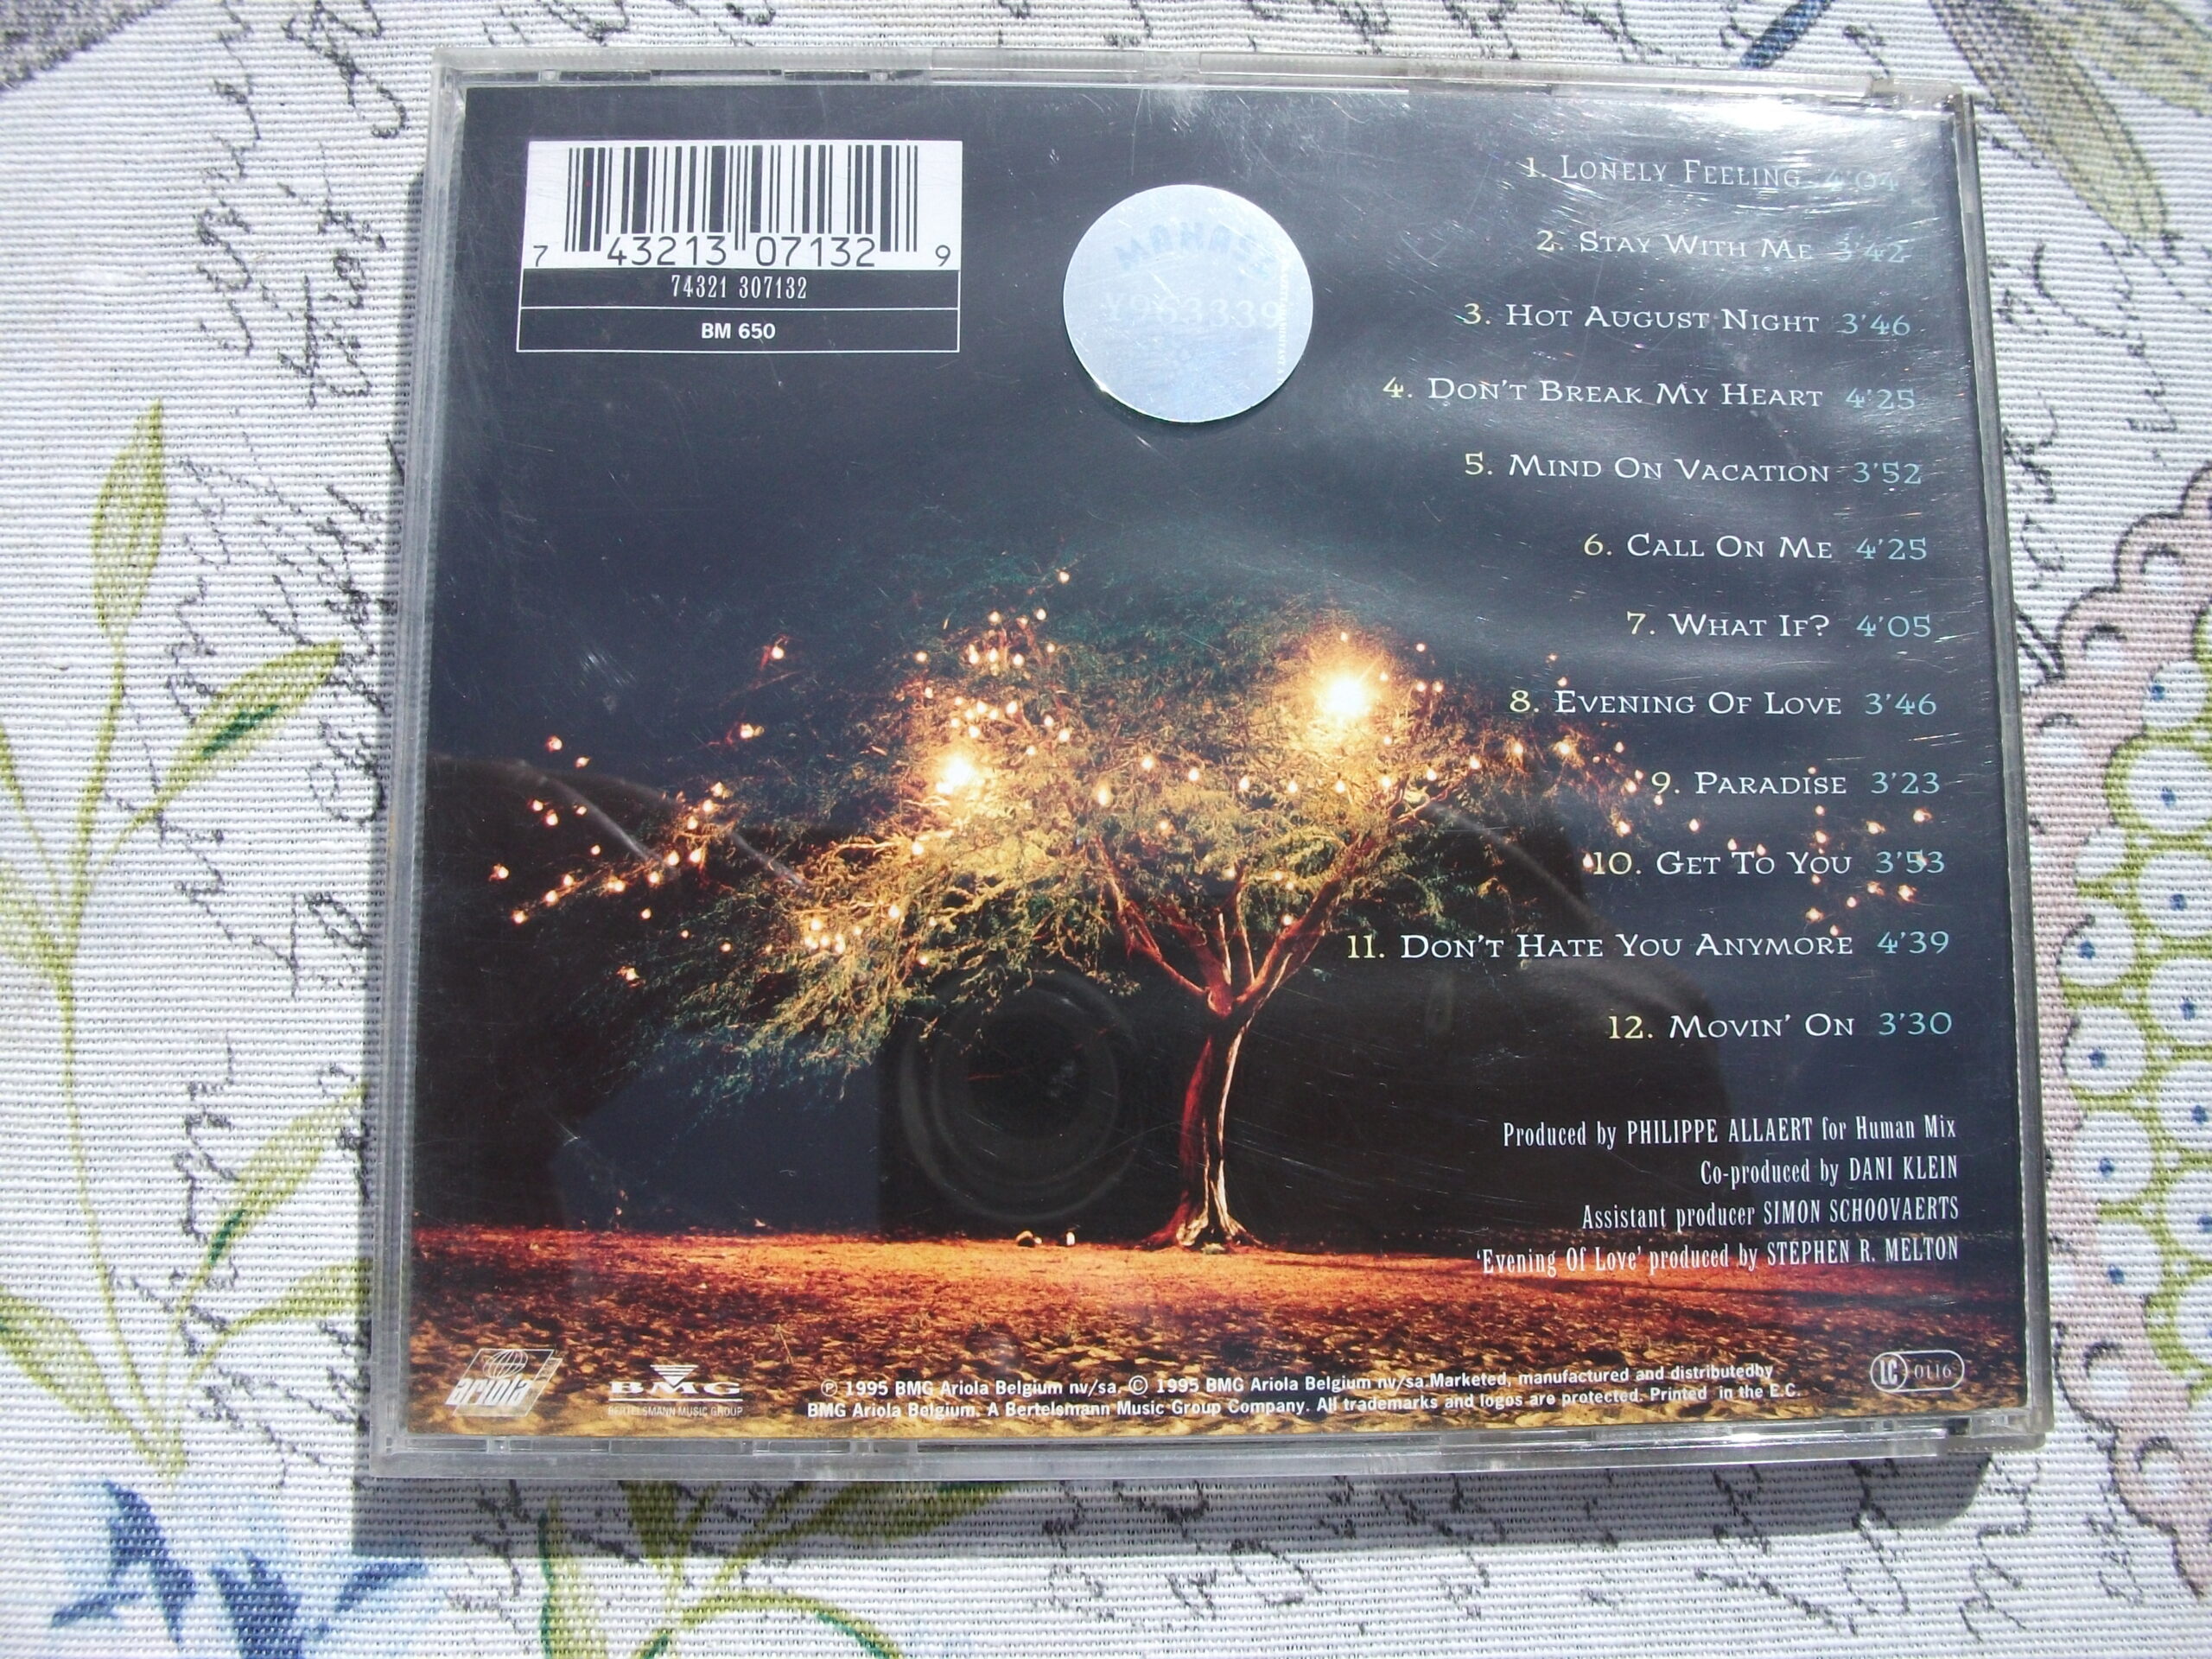 7 43213 07132 9
74321 307132
BM 650
1. LONELY FEELING 4'04
2. STAY WITH ME 3'42
3. HOT AUGUST NIGHT 3'46
4. DON'T BREAK MY HEART 4'25
5. MIND ON VACATION 3'52
6. CALL ON ME 4'25
7. WHAT IF? 4'05
8. EVENING OF LOVE 3'46
9. PARADISE 3'23
10. GET TO YOU 3'53
11. DON'T HATE YOU ANYMORE 4'39
12. MOVIN' ON 3'30
Produced by PHILIPPE ALLAERT for Human Mix
Co-produced by DANI KLEIN
Assistant producer SIMON SCHOOVAERTS
'Evening Of Love' produced by STEPHEN R. MELTON
ariola
BMG
BERTELSMANN MUSIC GROUP
℗ 1995 BMG Ariola Belgium nv/sa, © 1995 BMG Ariola Belgium nv/sa.Marketed, manufactured and distributedby
BMG Ariola Belgium. A Bertelsmann Music Group Company. All trademarks and logos are protected. Printed in the E.C.
LC 0116